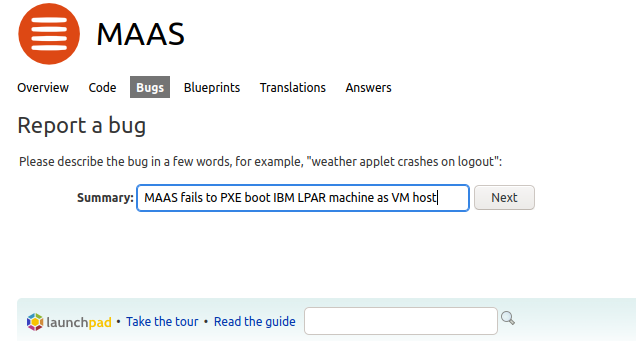 MAAS
Overview Code Bugs Blueprints Translations Answers
Report a bug
Please describe the bug in a few words, for example, "weather applet crashes on logout":
Summary: MAAS fails to PXE boot IBM LPAR machine as VM host Next
launchpad • Take the tour • Read the guide